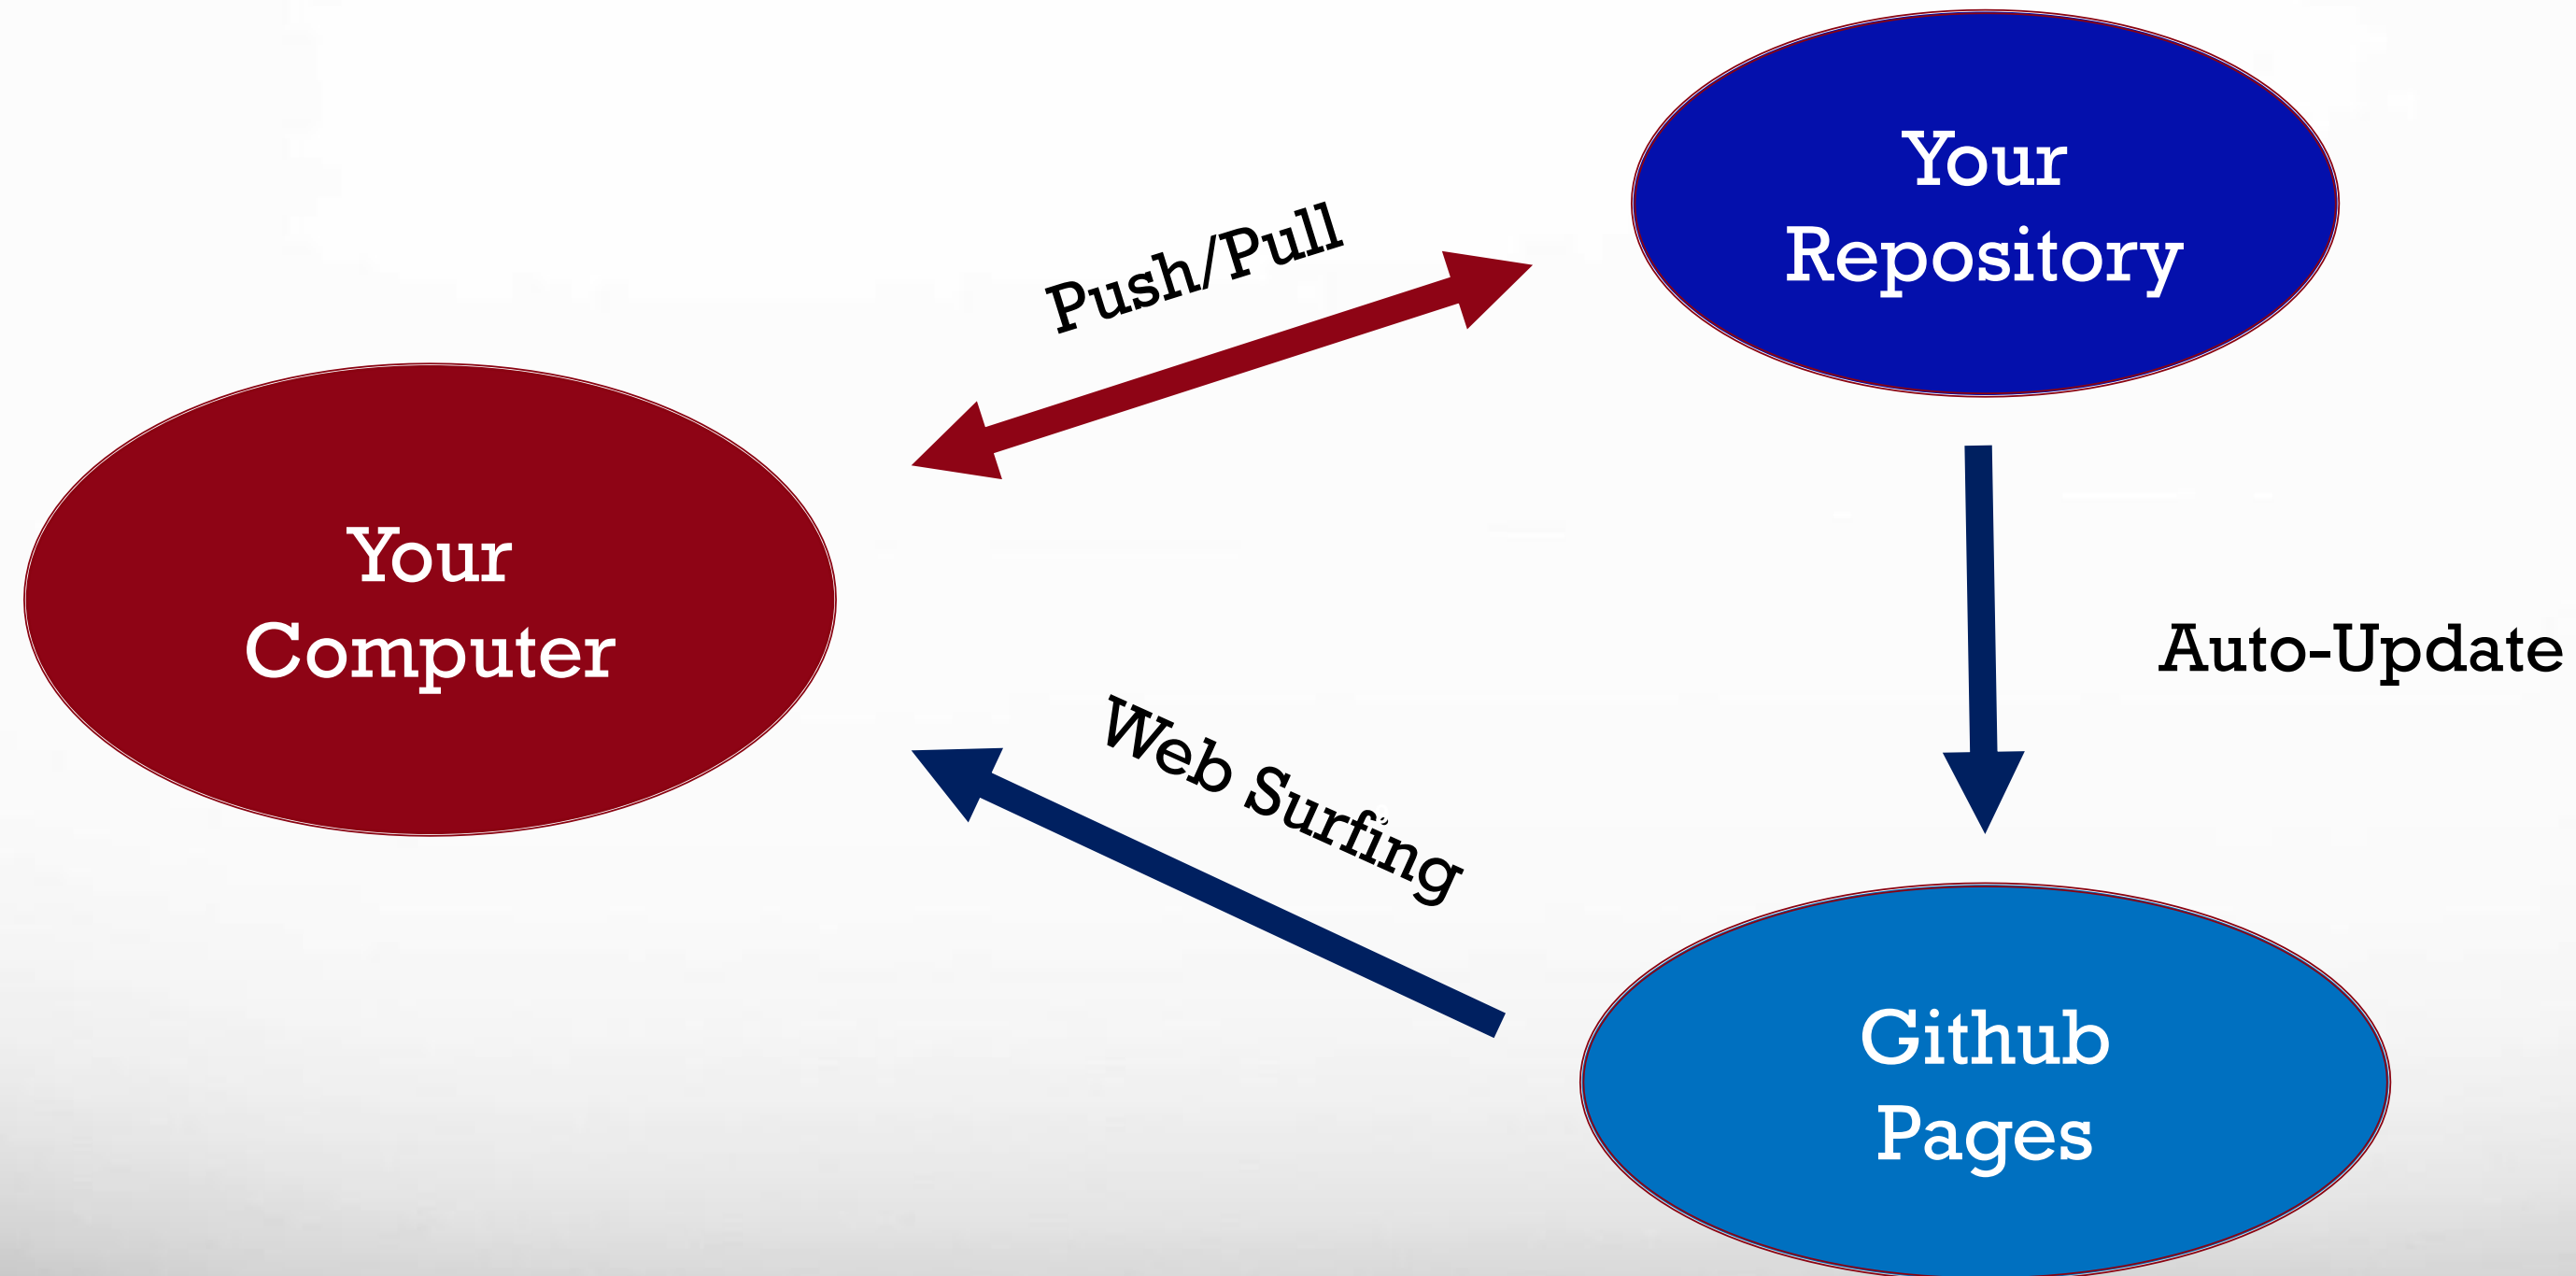 Your
Repository
Push/Pull
Your
Computer
Auto-Update
Web Surfing
Github
Pages